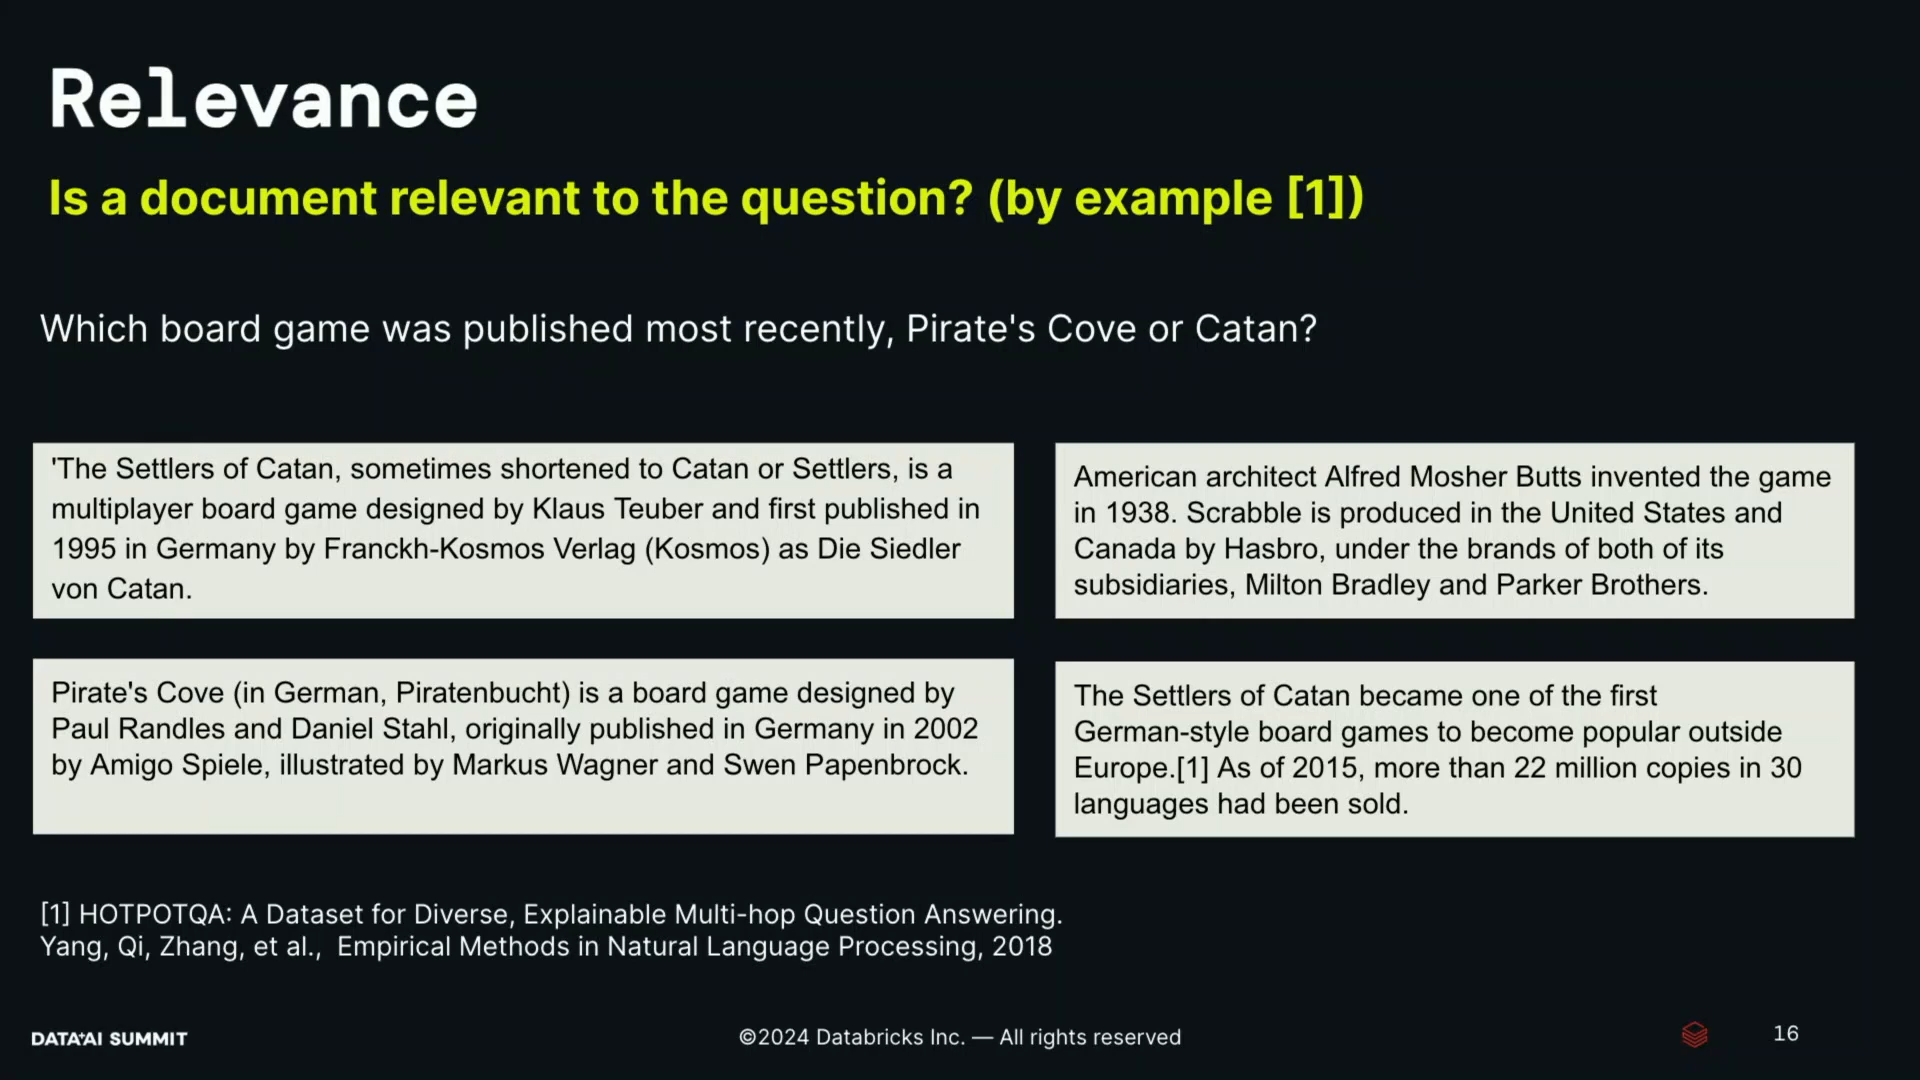 Relevance
Is a document relevant to the question? (by example [1])
Which board game was published most recently, Pirate's Cove or Catan?
'The Settlers of Catan, sometimes shortened to Catan or Settlers, is a
multiplayer board game designed by Klaus Teuber and first published in
1995 in Germany by Franckh-Kosmos Verlag (Kosmos) as Die Siedler
von Catan.
American architect Alfred Mosher Butts invented the game
in 1938. Scrabble is produced in the United States and
Canada by Hasbro, under the brands of both of its
subsidiaries, Milton Bradley and Parker Brothers.
Pirate's Cove (in German, Piratenbucht) is a board game designed by
Paul Randles and Daniel Stahl, originally published in Germany in 2002
by Amigo Spiele, illustrated by Markus Wagner and Swen Papenbrock.
The Settlers of Catan became one of the first
German-style board games to become popular outside
Europe.[1] As of 2015, more than 22 million copies in 30
languages had been sold.
[1] HOTPOTQA: A Dataset for Diverse, Explainable Multi-hop Question Answering.
Yang, Qi, Zhang, et al.,  Empirical Methods in Natural Language Processing, 2018
DATA+AI SUMMIT
©2024 Databricks Inc. — All rights reserved
16